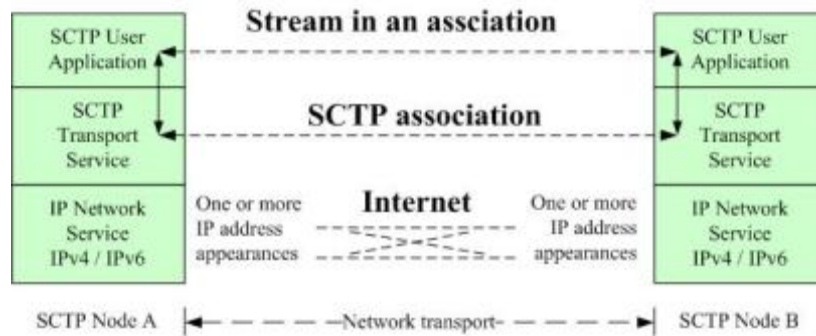 Stream in an assciation
SCTP User
Application
SCTP User
Application
SCTP association
SCTP
Transport
Service
SCTP
Transport
Service
Internet
IP Network
Service
IPv4 / IPv6
One or more
IP address
appearances
One or more
IP address
appearances
IP Network
Service
IPv4 / IPv6
SCTP Node A
Network transport
SCTP Node B